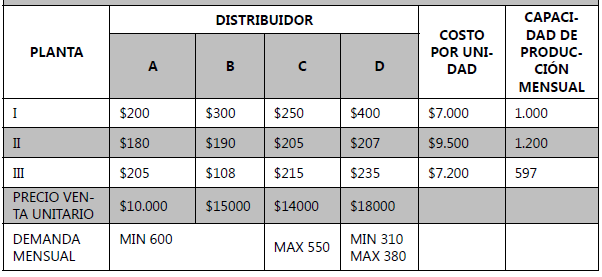 PLANTA
DISTRIBUIDOR
COSTO
POR UNI-
DAD
CAPACI-
DAD DE
PRODUC-
CIÓN
MENSUAL
A B C D
I $200 $300 $250 $400 $7.000 1.000
II $180 $190 $205 $207 $9.500 1.200
III $205 $108 $215 $235 $7.200 597
PRECIO VEN-
TA UNITARIO
$10.000 $15000 $14000 $18000
DEMANDA
MENSUAL
MIN 600
MAX 550
MIN 310
MAX 380